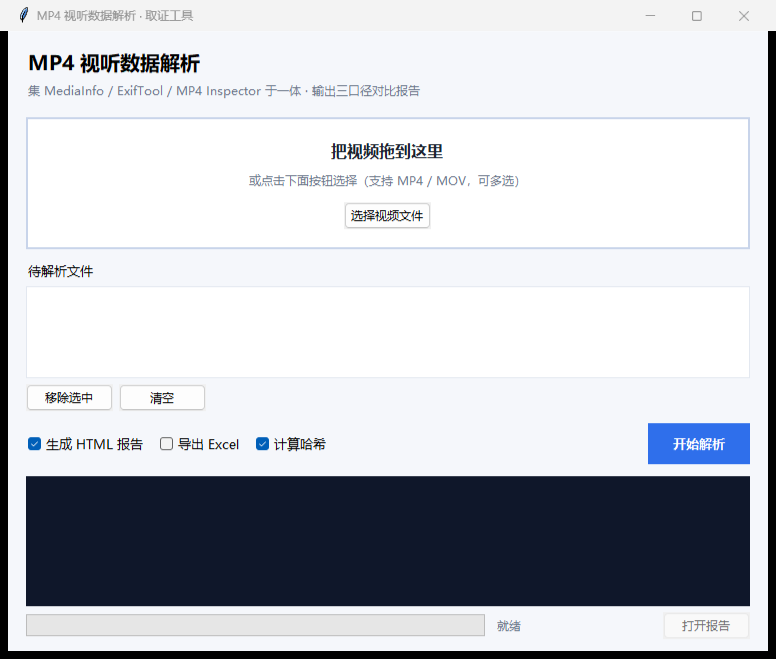 MP4 视听数据解析 · 取证工具
MP4 视听数据解析
集 MediaInfo / ExifTool / MP4 Inspector 于一体 · 输出三口径对比报告
把视频拖到这里
或点击下面按钮选择（支持 MP4 / MOV，可多选）
选择视频文件
待解析文件
移除选中 清空
生成 HTML 报告 导出 Excel 计算哈希 开始解析
就绪 打开报告